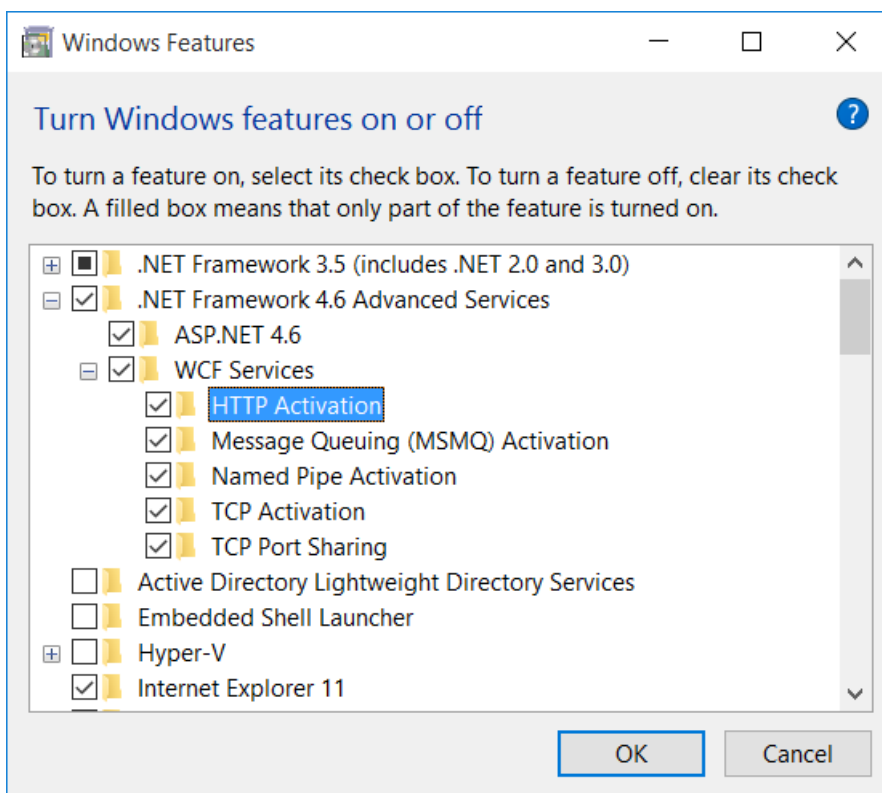 Windows Features
Turn Windows features on or off
?
To turn a feature on, select its check box. To turn a feature off, clear its check
box. A filled box means that only part of the feature is turned on.
.NET Framework 3.5 (includes .NET 2.0 and 3.0)
.NET Framework 4.6 Advanced Services
ASP.NET 4.6
WCF Services
HTTP Activation
Message Queuing (MSMQ) Activation
Named Pipe Activation
TCP Activation
TCP Port Sharing
Active Directory Lightweight Directory Services
Embedded Shell Launcher
Hyper-V
Internet Explorer 11
OK Cancel